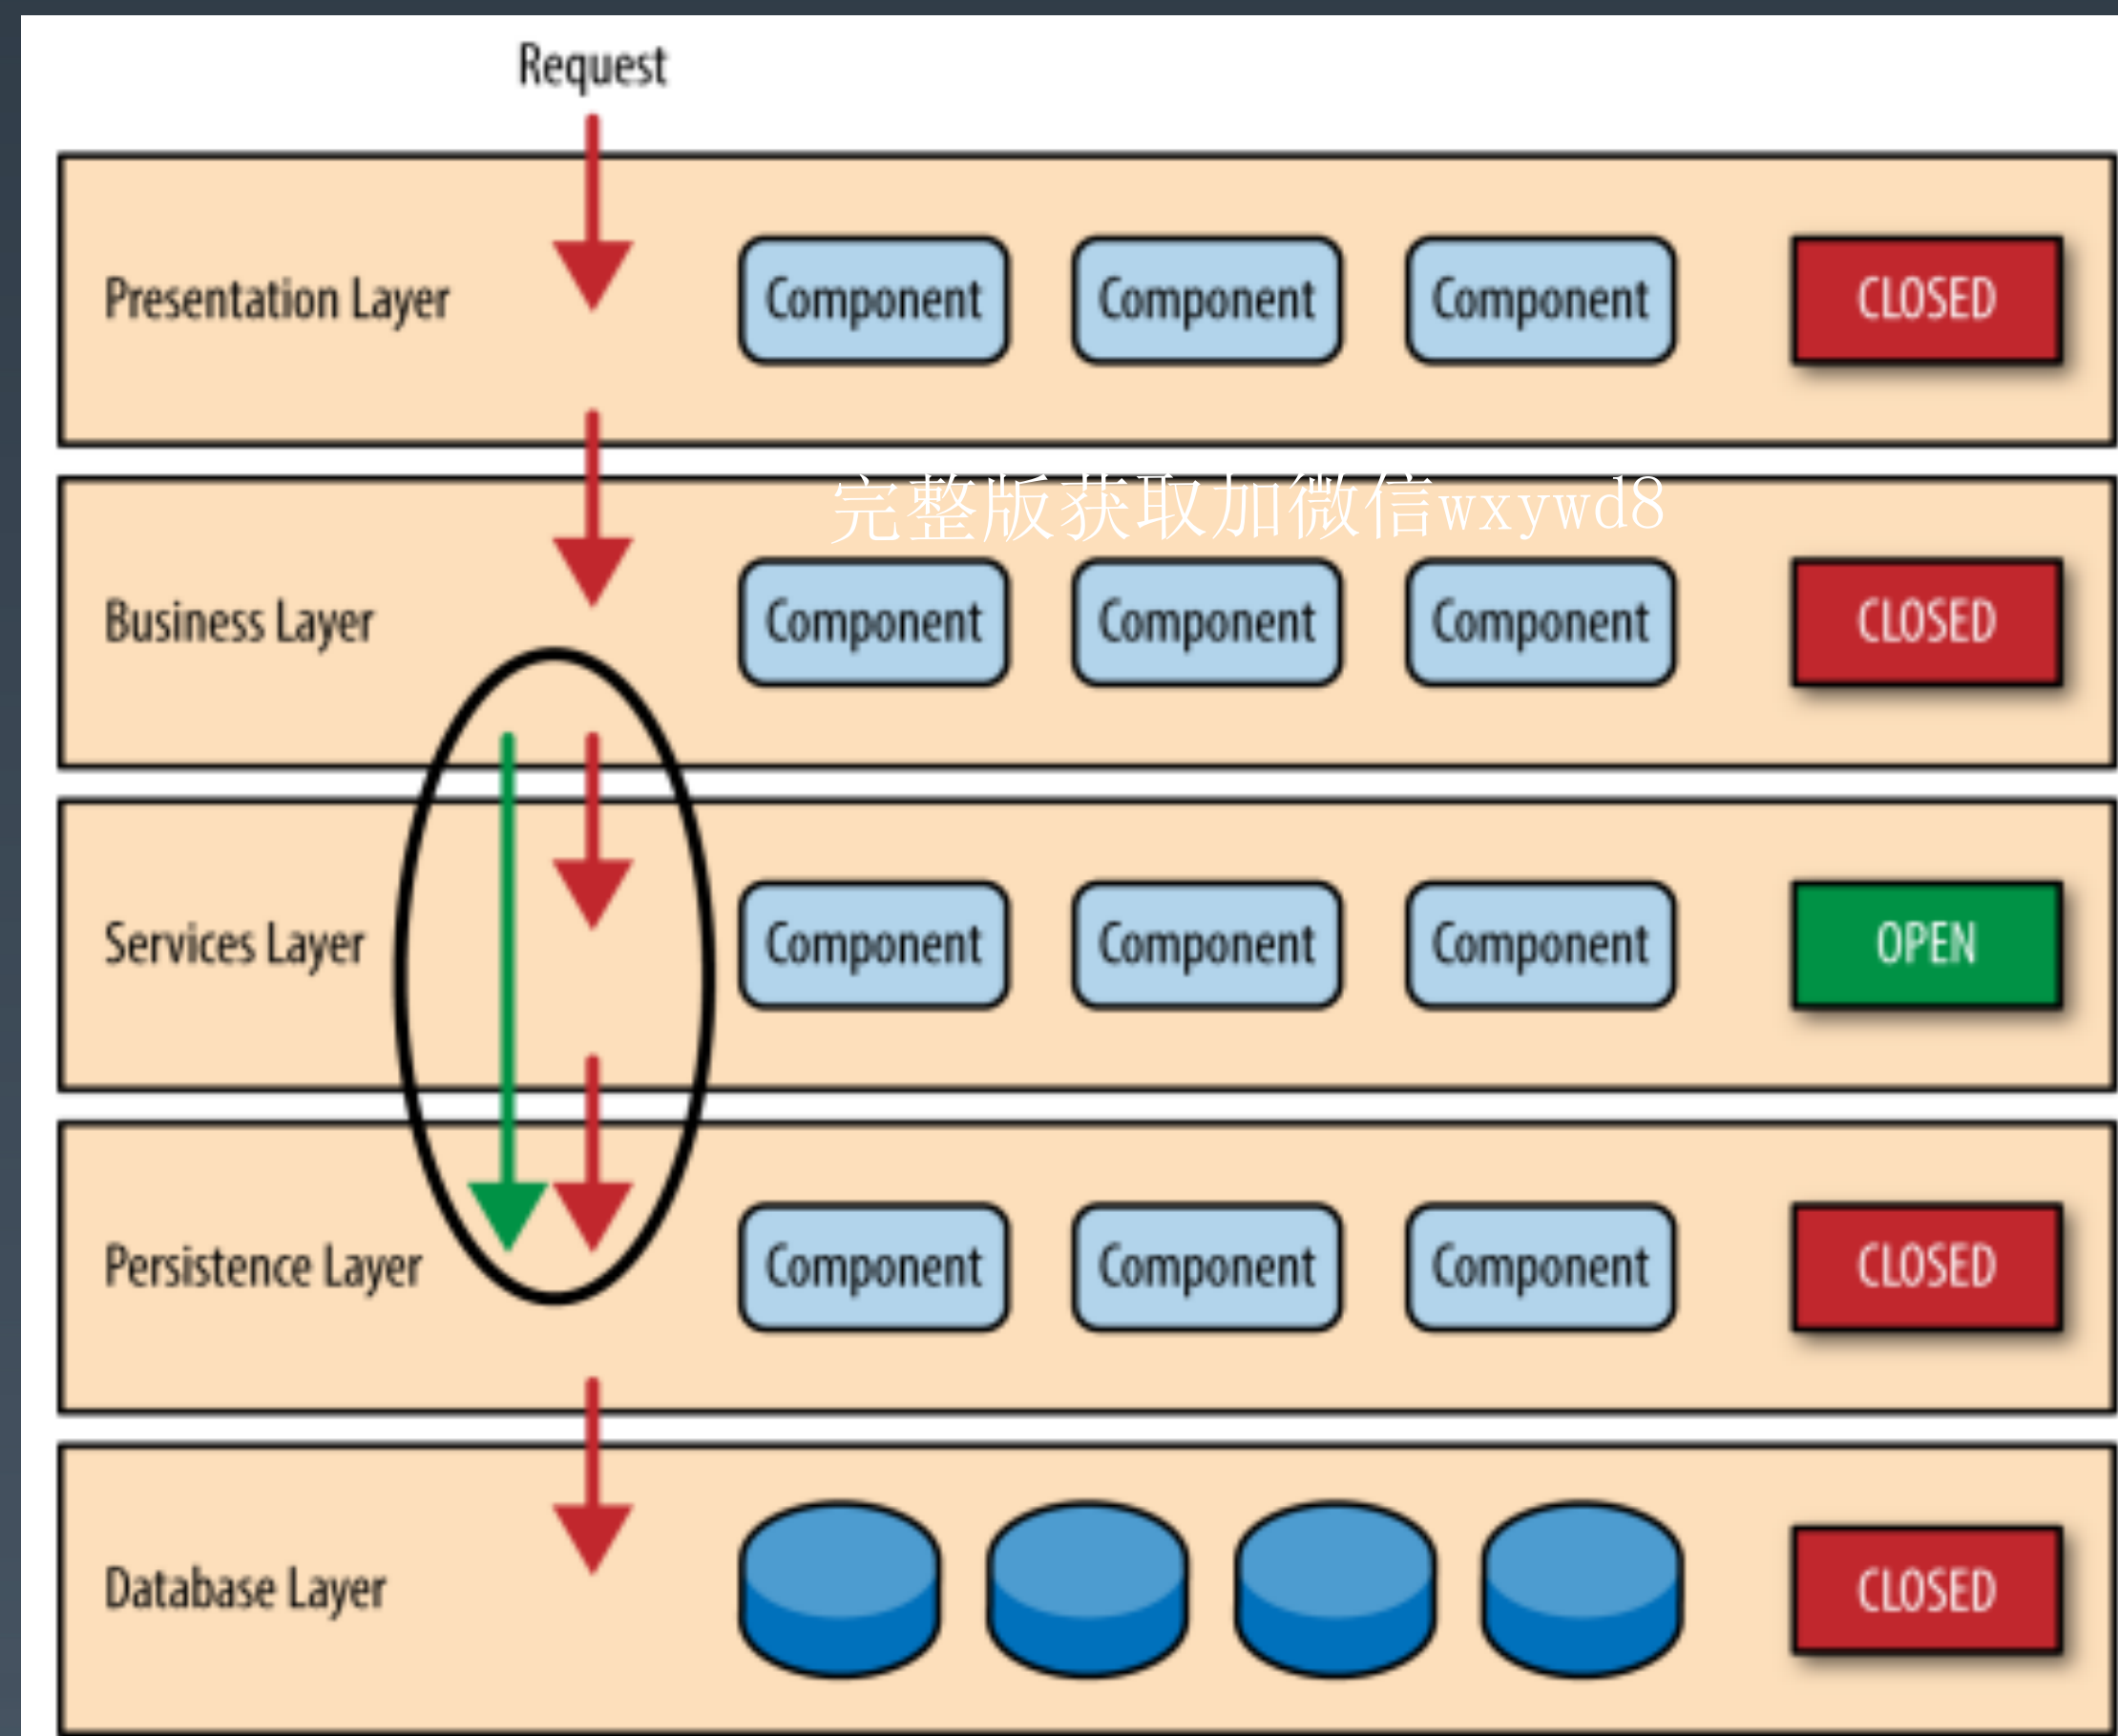 Request
Presentation Layer Component Component Component CLOSED
完整版获取加微信wxywd8
Business Layer Component Component Component CLOSED
Services Layer Component Component Component OPEN
Persistence Layer Component Component Component CLOSED
Database Layer CLOSED